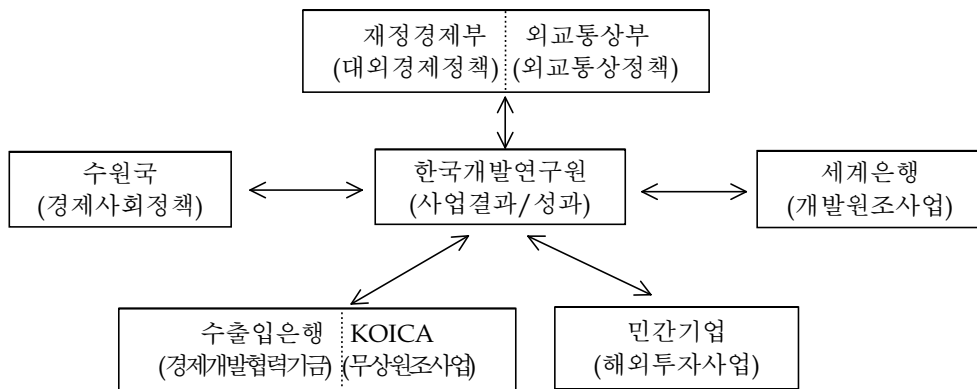 재정경제부 외교통상부
(대외경제정책) (외교통상정책)
수원국
(경제사회정책)
한국개발연구원
(사업결과/성과)
세계은행
(개발원조사업)
수출입은행 KOICA
(경제개발협력기금) (무상원조사업)
민간기업
(해외투자사업)